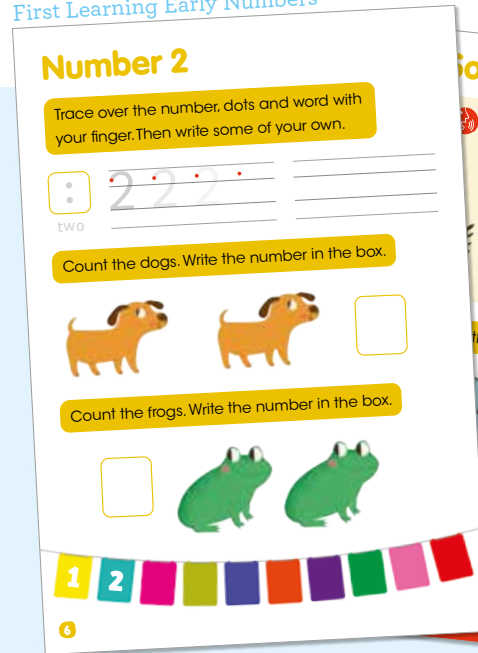 First Learning Early Numbers
Number 2
Trace over the number, dots and word with
your finger. Then write some of your own.
2 2 2
two
Count the dogs. Write the number in the box.
Count the frogs. Write the number in the box.
1 2
6